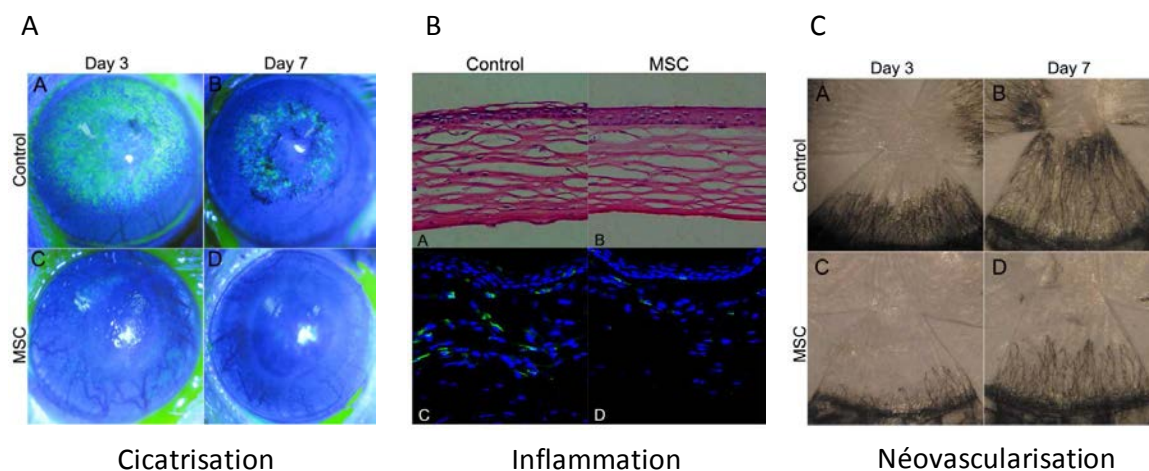 A
Day 3 Day 7
Control
A B
MSC
C D
Cicatrisation
B
Control MSC
A B
C D
Inflammation
C
Day 3 Day 7
Control
A B
MSC
C D
Néovascularisation